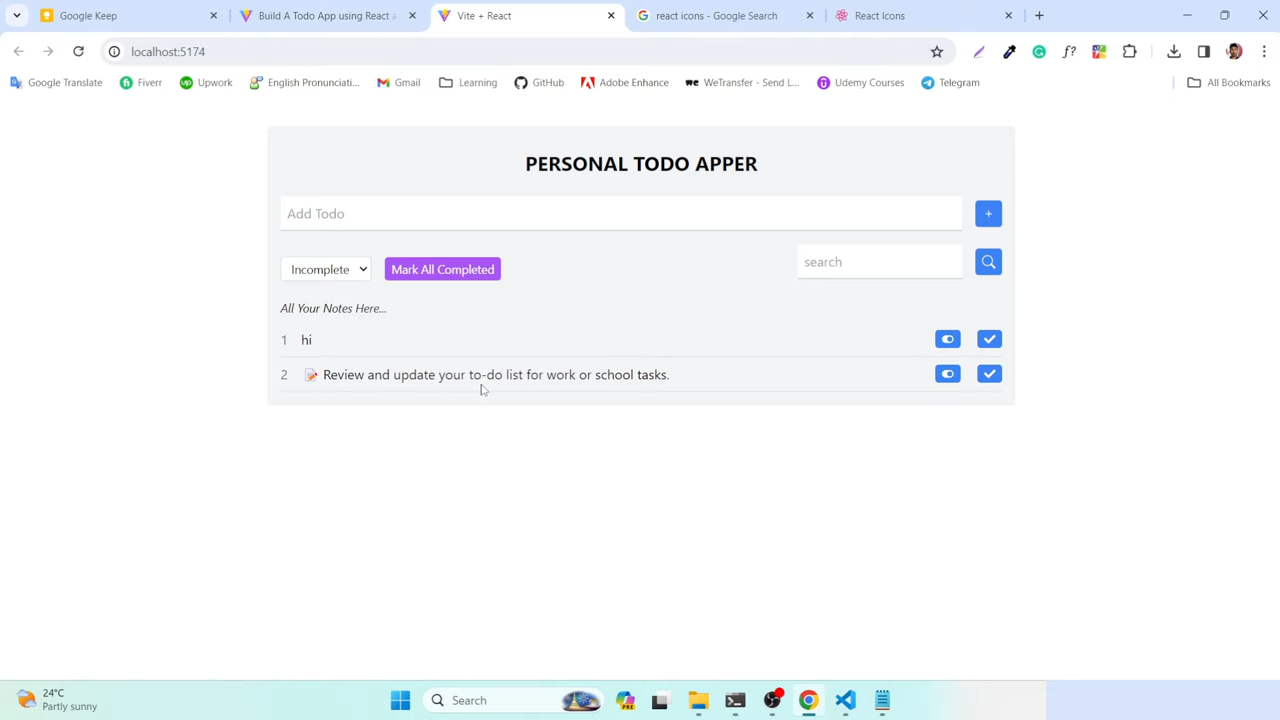 Google Keep
Build A Todo App using React a
Vite + React
react icons - Google Search
React Icons
localhost:5174
f?
Google Translate
Fiverr
up Upwork
English Pronunciati...
Gmail
Learning
GitHub
Adobe Enhance
we WeTransfer - Send L...
U Udemy Courses
Telegram
All Bookmarks
PERSONAL TODO APPER
Add Todo
+
Incomplete
Mark All Completed
search
All Your Notes Here...
1 hi
2 📝 Review and update your to-do list for work or school tasks.
24°C
Partly sunny
Search
PRE